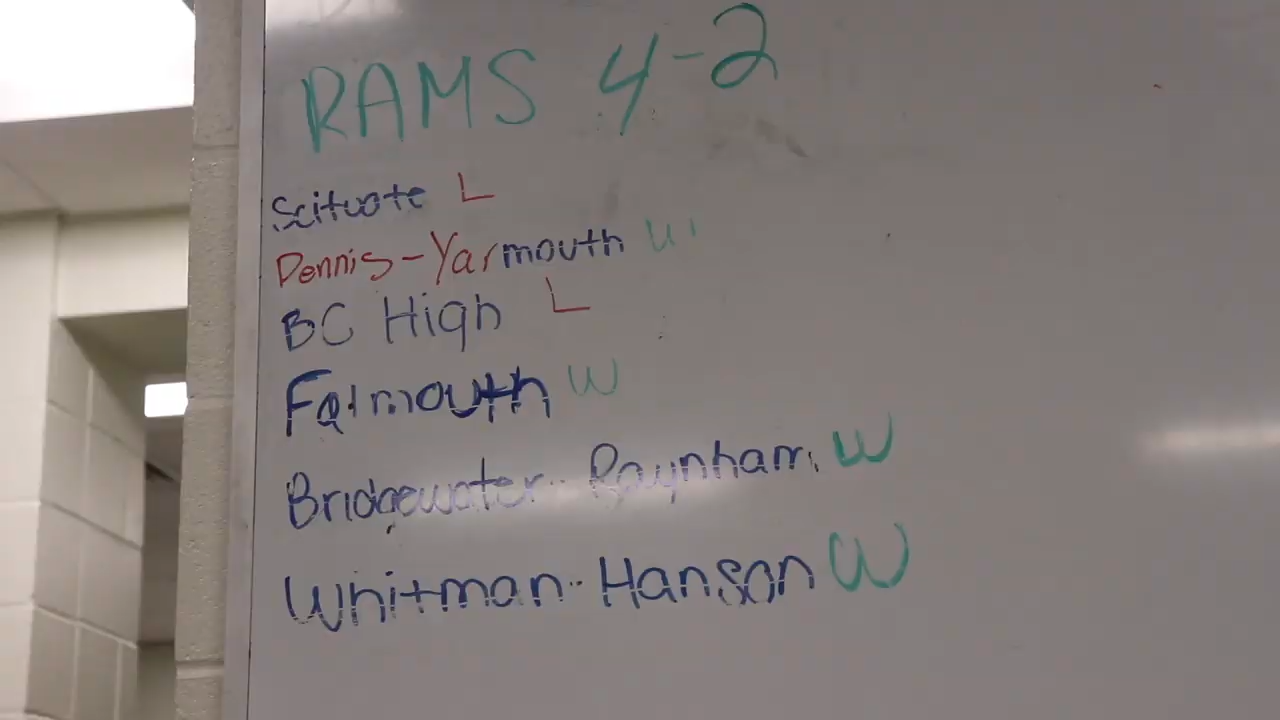 RAMS 4-2
Scituate L
Dennis-Yarmouth W
BC High L
Falmouth W
Bridgewater-Raynham W
Whitman-Hanson W